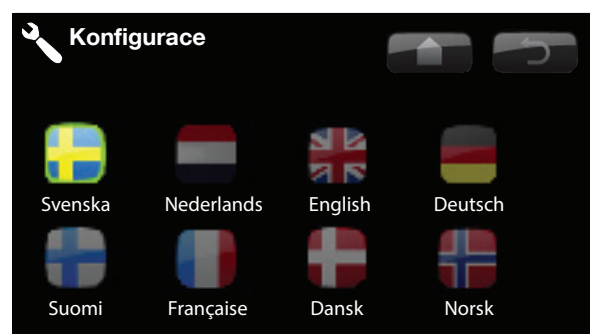 Konfigurace
Svenska Nederlands English Deutsch
Suomi Française Dansk Norsk